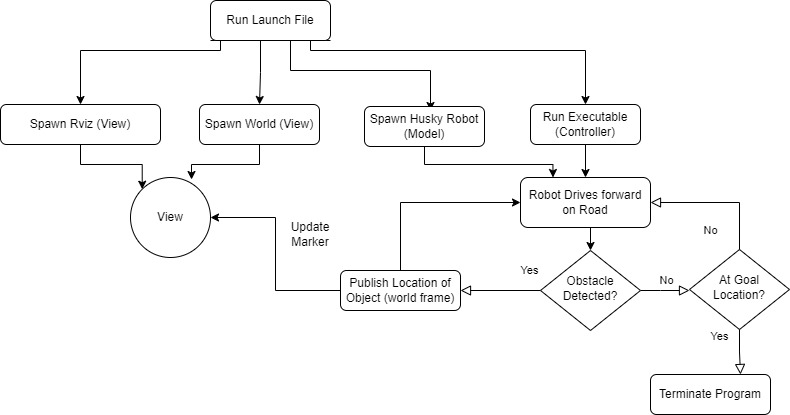 Run Launch File
Spawn Rviz (View)
Spawn World (View)
Spawn Husky Robot
(Model)
Run Executable
(Controller)
View
Update
Marker
Robot Drives forward
on Road
Publish Location of
Object (world frame)
Yes
Obstacle
Detected?
No
At Goal
Location?
No
Yes
Terminate Program